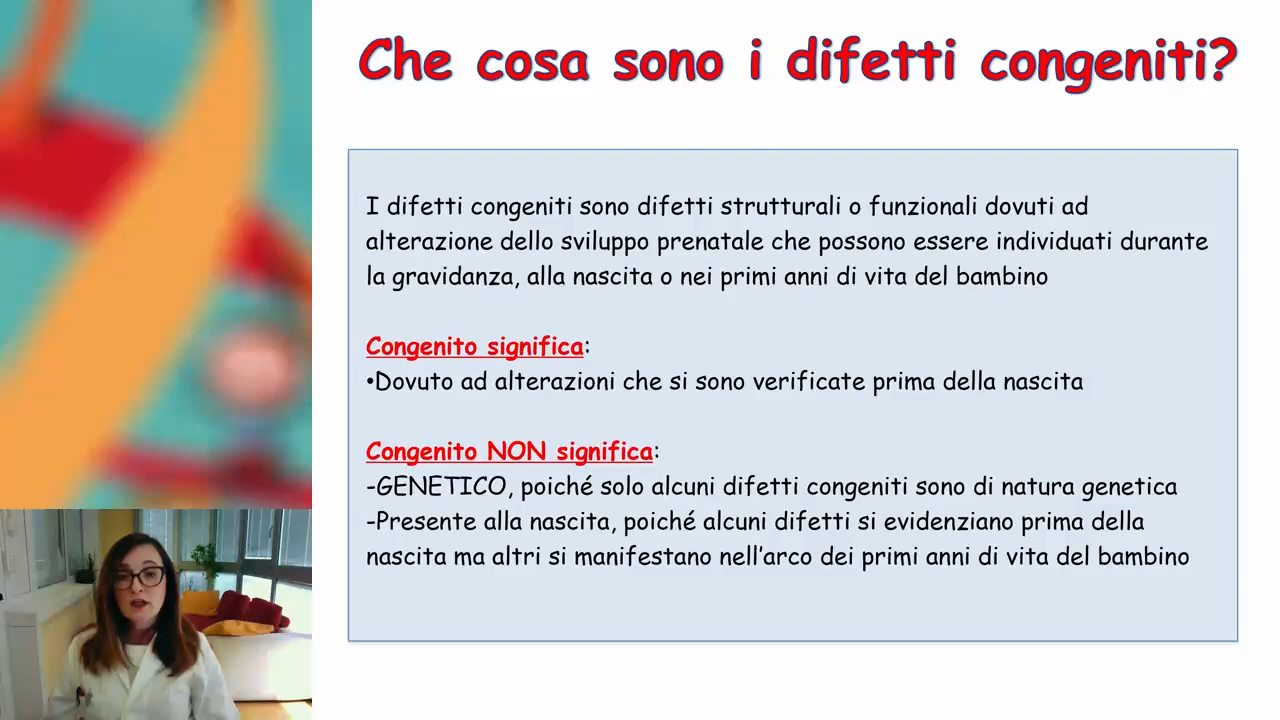 Che cosa sono i difetti congeniti?
I difetti congeniti sono difetti strutturali o funzionali dovuti ad
alterazione dello sviluppo prenatale che possono essere individuati durante
la gravidanza, alla nascita o nei primi anni di vita del bambino
Congenito significa:
•Dovuto ad alterazioni che si sono verificate prima della nascita
Congenito NON significa:
-GENETICO, poiché solo alcuni difetti congeniti sono di natura genetica
-Presente alla nascita, poiché alcuni difetti si evidenziano prima della
nascita ma altri si manifestano nell’arco dei primi anni di vita del bambino